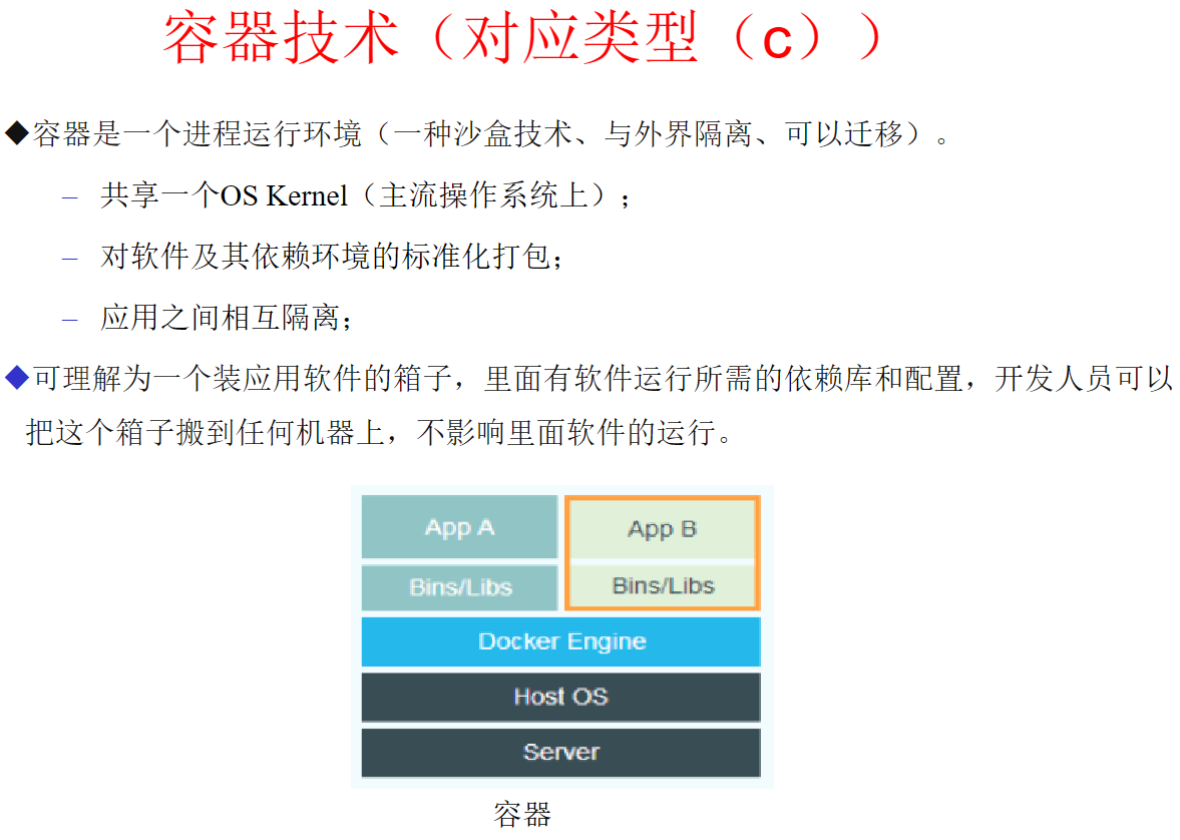 容器技术（对应类型（c））
◆容器是一个进程运行环境（一种沙盒技术、与外界隔离、可以迁移）。
– 共享一个OS Kernel（主流操作系统上）；
– 对软件及其依赖环境的标准化打包；
– 应用之间相互隔离；
◆可理解为一个装应用软件的箱子，里面有软件运行所需的依赖库和配置，开发人员可以
把这个箱子搬到任何机器上，不影响里面软件的运行。
App A
App B
Bins/Libs
Bins/Libs
Docker Engine
Host OS
Server
容器